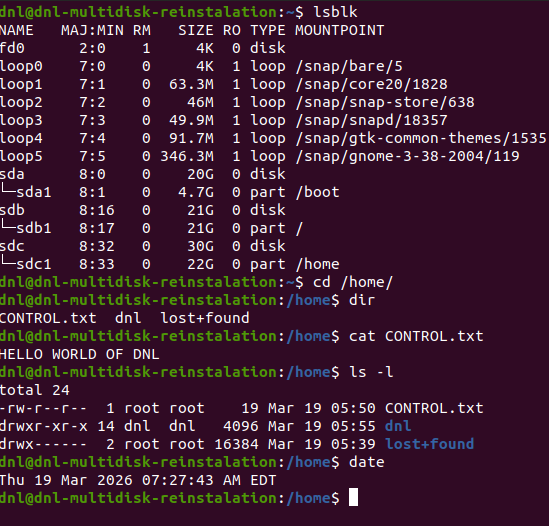 dnl@dnl-multidisk-reinstalation:~$ lsblk
NAME   MAJ:MIN RM   SIZE RO TYPE MOUNTPOINT
fd0      2:0    1     4K  0 disk
loop0    7:0    0     4K  1 loop /snap/bare/5
loop1    7:1    0  63.3M  1 loop /snap/core20/1828
loop2    7:2    0    46M  1 loop /snap/snap-store/638
loop3    7:3    0  49.9M  1 loop /snap/snapd/18357
loop4    7:4    0  91.7M  1 loop /snap/gtk-common-themes/1535
loop5    7:5    0 346.3M  1 loop /snap/gnome-3-38-2004/119
sda      8:0    0    20G  0 disk
└─sda1   8:1    0   4.7G  0 part /boot
sdb      8:16   0    21G  0 disk
└─sdb1   8:17   0    21G  0 part /
sdc      8:32   0    30G  0 disk
└─sdc1   8:33   0    22G  0 part /home
dnl@dnl-multidisk-reinstalation:~$ cd /home/
dnl@dnl-multidisk-reinstalation:/home$ dir
CONTROL.txt  dnl  lost+found
dnl@dnl-multidisk-reinstalation:/home$ cat CONTROL.txt
HELLO WORLD OF DNL
dnl@dnl-multidisk-reinstalation:/home$ ls -l
total 24
-rw-r--r--  1 root root    19 Mar 19 05:50 CONTROL.txt
drwxr-xr-x 14 dnl  dnl   4096 Mar 19 05:55 dnl
drwx------  2 root root 16384 Mar 19 05:39 lost+found
dnl@dnl-multidisk-reinstalation:/home$ date
Thu 19 Mar 2026 07:27:43 AM EDT
dnl@dnl-multidisk-reinstalation:/home$